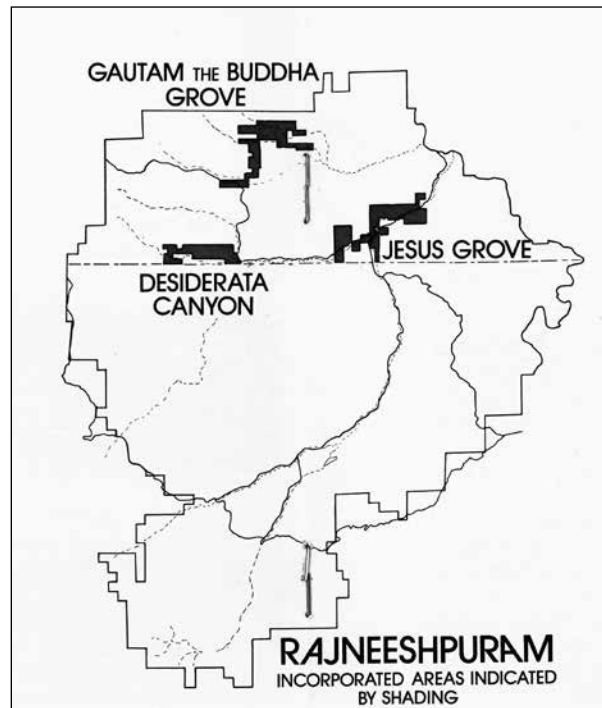 GAUTAM THE BUDDHA
GROVE
JESUS GROVE
DESIDERATA
CANYON
RAJNEESHPURAM
INCORPORATED AREAS INDICATED
BY SHADING